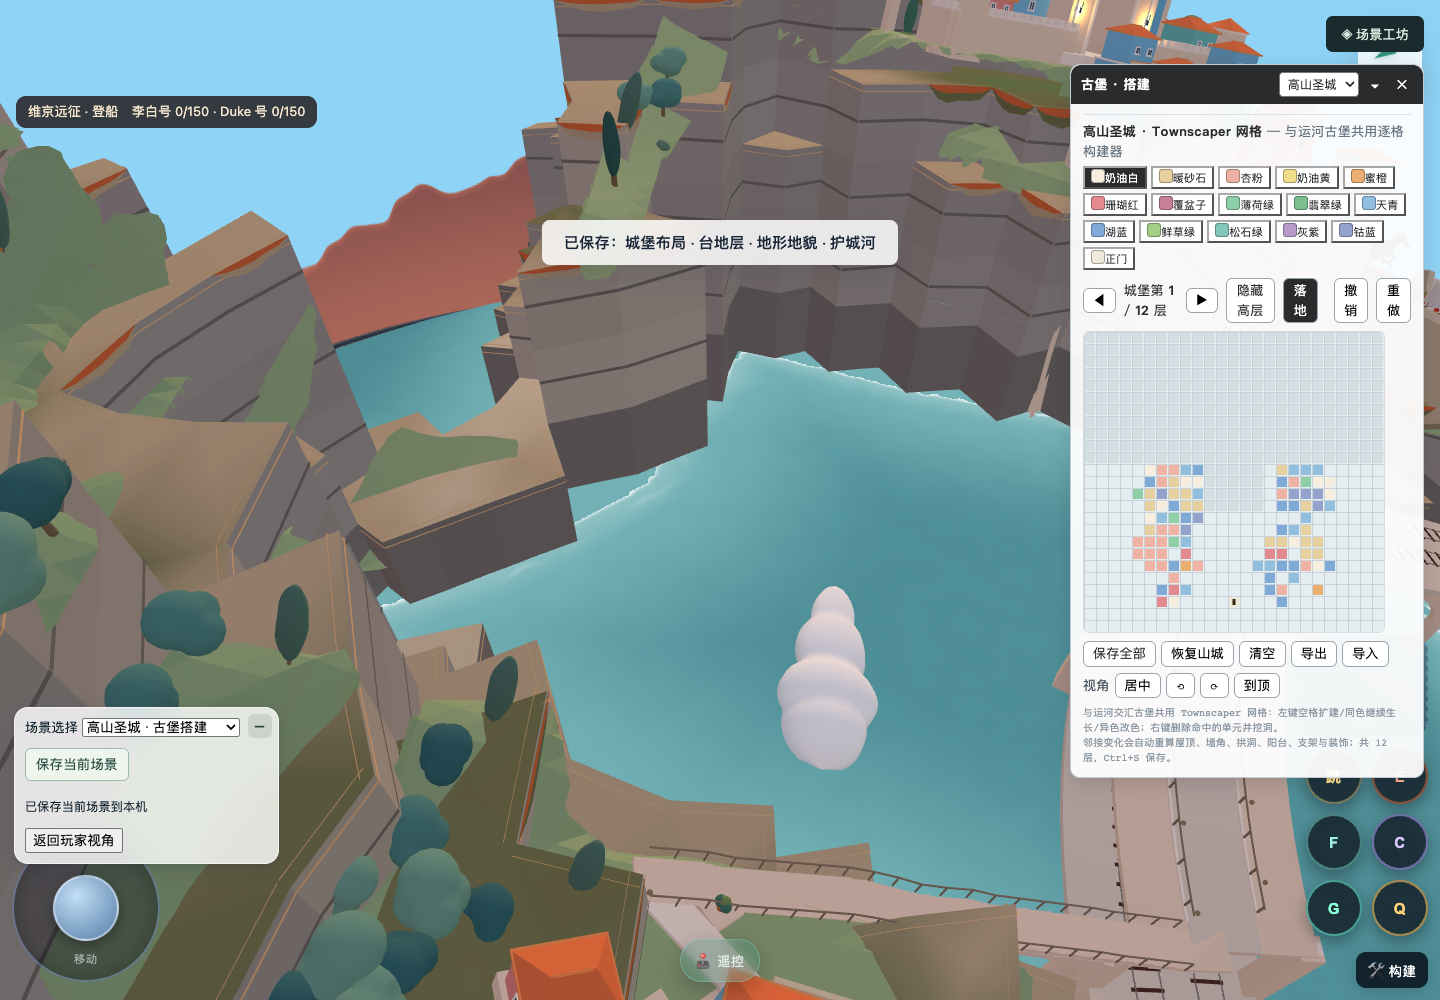 ◈ 场景工坊
维京远征 · 登船 李白号 0/150 · Duke 号 0/150
古堡 · 搭建
高山圣城
高山圣城 · Townscaper 网格 — 与运河古堡共用逐格
构建器
奶油白 暖砂石 杏粉 奶油黄 蜜橙
珊瑚红 覆盆子 薄荷绿 翡翠绿 天青
湖蓝 鲜草绿 松石绿 灰紫 钴蓝
正门
城堡第 1 / 12 层
隐藏高层
落地
撤销
重做
已保存：城堡布局 · 台地层 · 地形地貌 · 护城河
保存全部 恢复山城 清空 导出 导入
视角 居中 到顶
与运河交汇古堡共用 Townscaper 网格：左键空格扩建/同色继续生
长/异色改色；右键删除命中的单元并挖洞。
邻接变化会自动重算屋顶、墙角、拱洞、阳台、支架与装饰；共 12
层，Ctrl+S 保存。
场景选择 高山圣城 · 古堡搭建
保存当前场景
已保存当前场景到本机
返回玩家视角
移动
遥控
跳 E
F C
G Q
构建